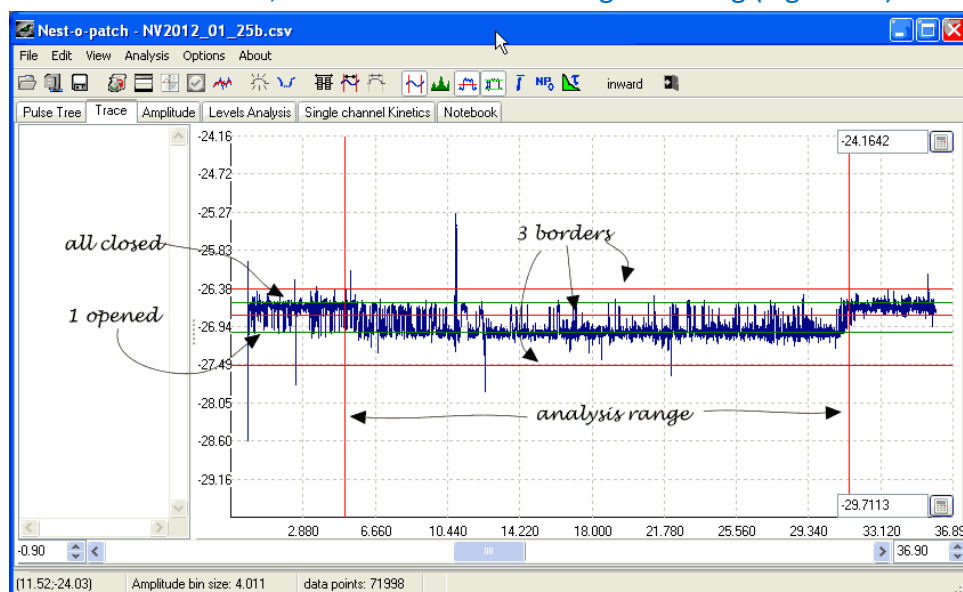 Nest-o-patch - NV2012_01_25b.csv
File Edit View Analysis Options About
NPo inward
Pulse Tree Trace Amplitude Levels Analysis Single channel Kinetics Notebook
-24.16
-24.1642
-24.72
-25.27
3 borders
all closed
-25.83
-26.38
1 opened
-26.94
-27.49
-28.05
analysis range
-28.60
-29.16
-29.7113
2.880 6.660 10.440 14.220 18.000 21.780 25.560 29.340 33.120 36.89
-0.90 36.90
(11.52;-24.03) Amplitude bin size: 4.011 data points: 71998